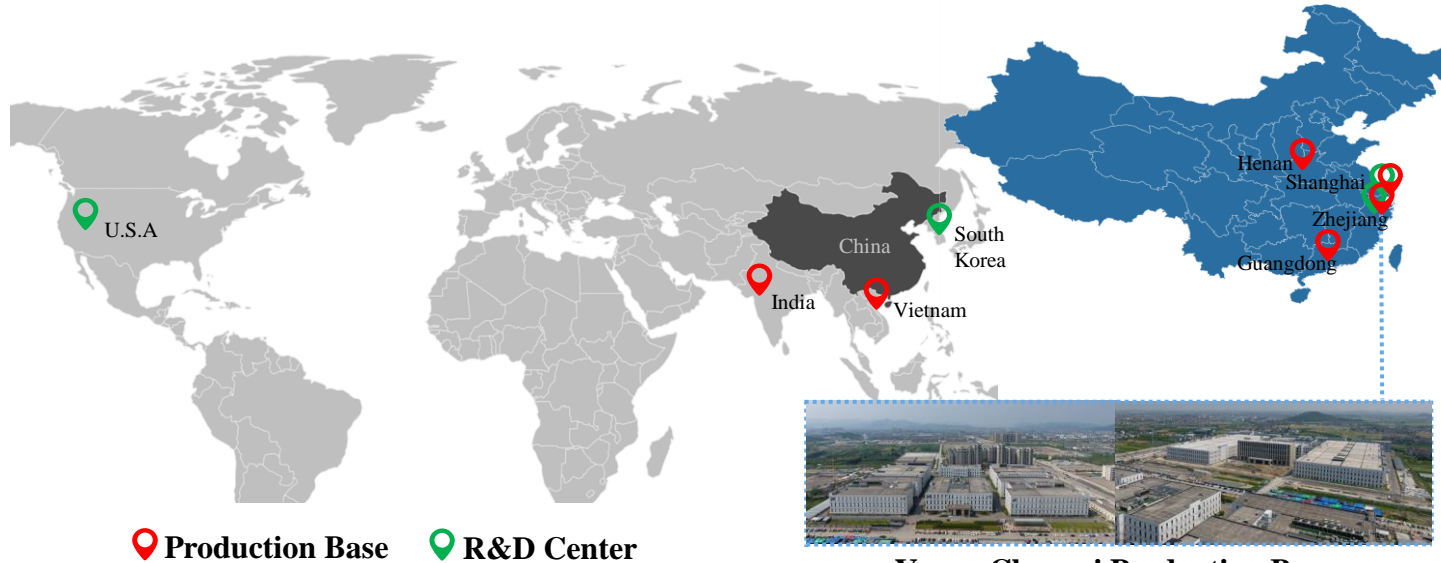 Henan
Shanghai
Zhejiang
Guangdong
U.S.A
China
South
Korea
India
Vietnam
Production Base
R&D Center